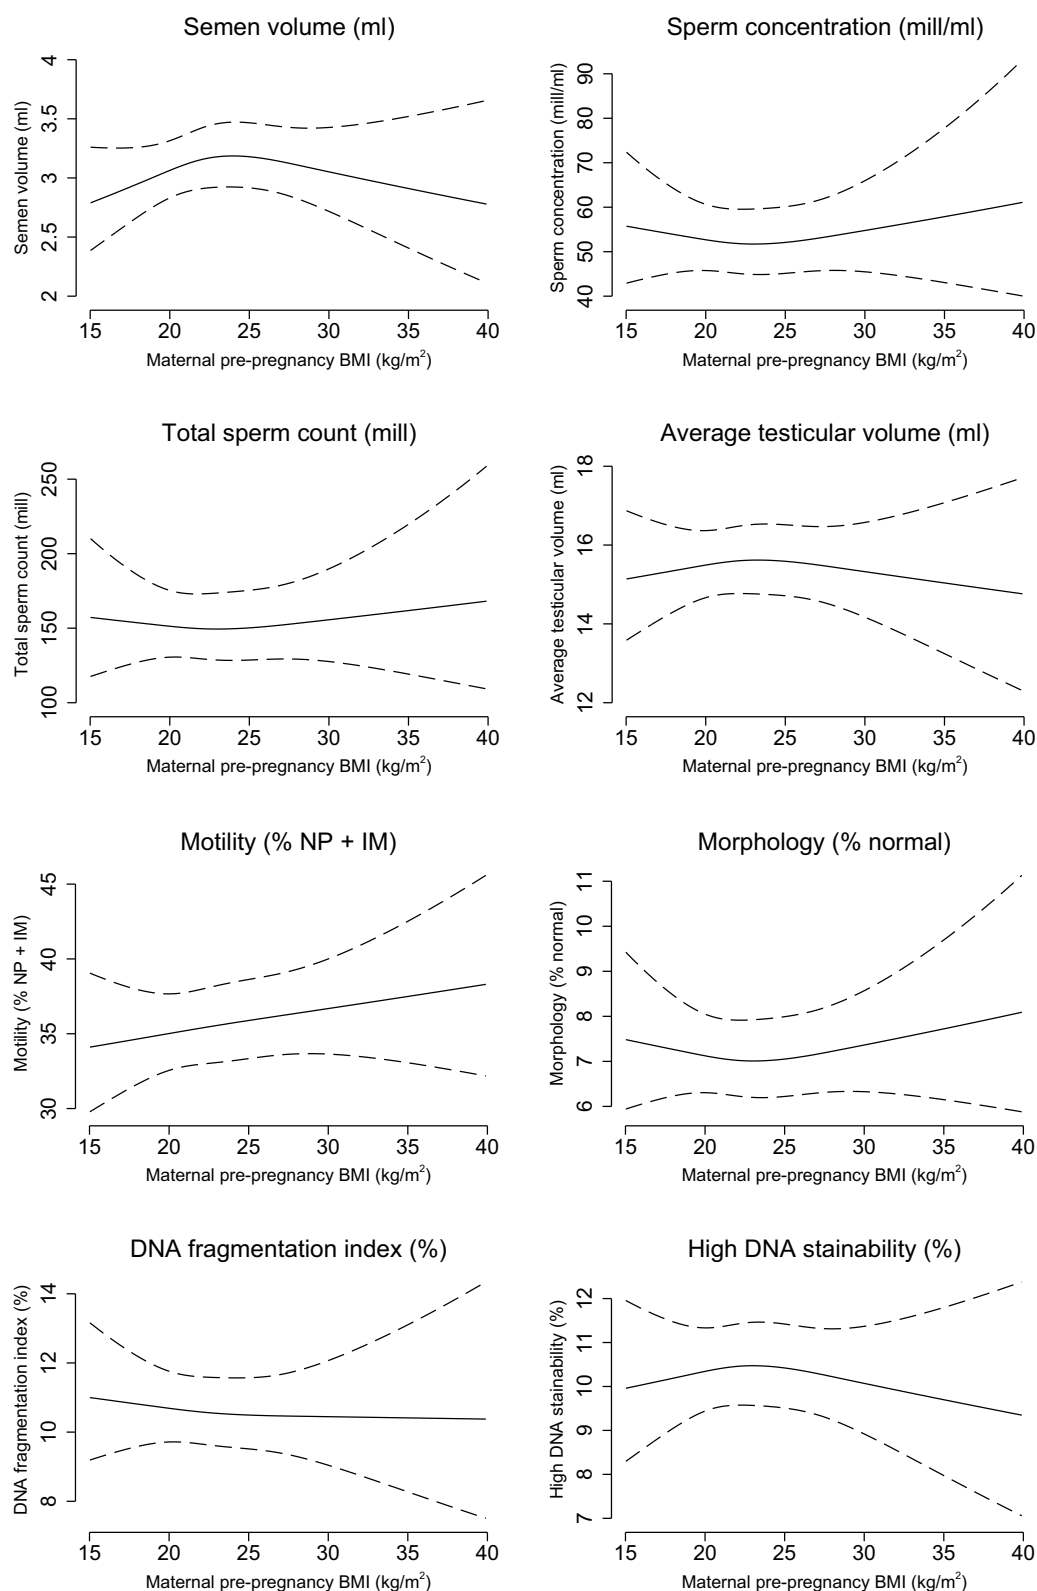 Semen volume (ml)
Semen volume (ml)
4
3.5
3
2.5
2
15 20 25 30 35 40
Maternal pre-pregnancy BMI (kg/m²)
Sperm concentration (mill/ml)
Sperm concentration (mill/ml)
90
80
70
60
50
40
15 20 25 30 35 40
Maternal pre-pregnancy BMI (kg/m²)
Total sperm count (mill)
Total sperm count (mill)
250
200
150
100
15 20 25 30 35 40
Maternal pre-pregnancy BMI (kg/m²)
Average testicular volume (ml)
Average testicular volume (ml)
18
16
14
12
15 20 25 30 35 40
Maternal pre-pregnancy BMI (kg/m²)
Motility (% NP + IM)
Motility (% NP + IM)
45
40
35
30
15 20 25 30 35 40
Maternal pre-pregnancy BMI (kg/m²)
Morphology (% normal)
Morphology (% normal)
11
10
9
8
7
6
15 20 25 30 35 40
Maternal pre-pregnancy BMI (kg/m²)
DNA fragmentation index (%)
DNA fragmentation index (%)
14
12
10
8
15 20 25 30 35 40
Maternal pre-pregnancy BMI (kg/m²)
High DNA stainability (%)
High DNA stainability (%)
12
11
10
9
8
7
15 20 25 30 35 40
Maternal pre-pregnancy BMI (kg/m²)